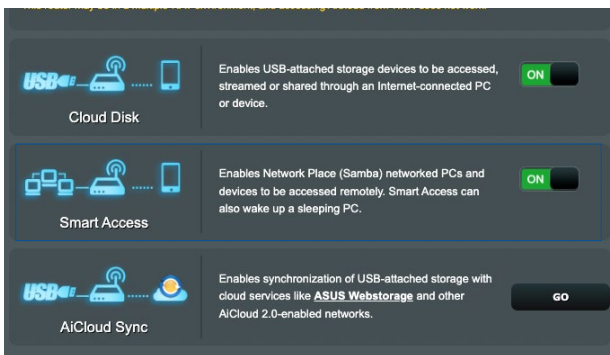 USB
Cloud Disk
Enables USB-attached storage devices to be accessed,
streamed or shared through an Internet-connected PC
or device.
ON
Smart Access
Enables Network Place (Samba) networked PCs and
devices to be accessed remotely. Smart Access can
also wake up a sleeping PC.
ON
USB
AiCloud Sync
Enables synchronization of USB-attached storage with
cloud services like ASUS Webstorage and other
AiCloud 2.0-enabled networks.
GO